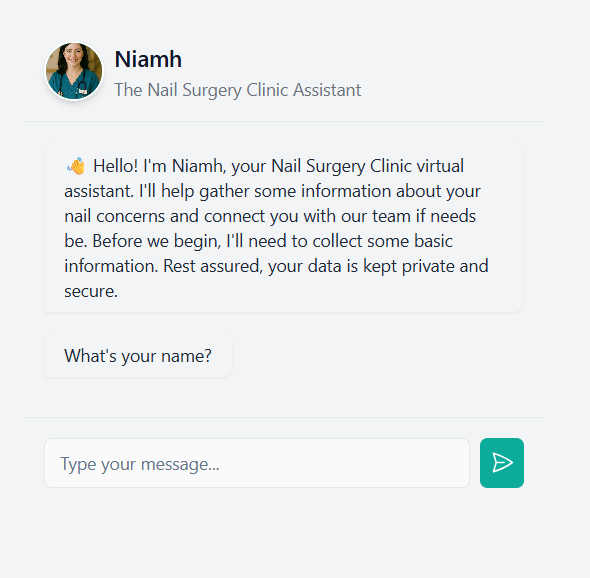 Niamh
The Nail Surgery Clinic Assistant
👋 Hello! I'm Niamh, your Nail Surgery Clinic virtual
assistant. I'll help gather some information about your
nail concerns and connect you with our team if needs
be. Before we begin, I'll need to collect some basic
information. Rest assured, your data is kept private and
secure.
What's your name?
Type your message...